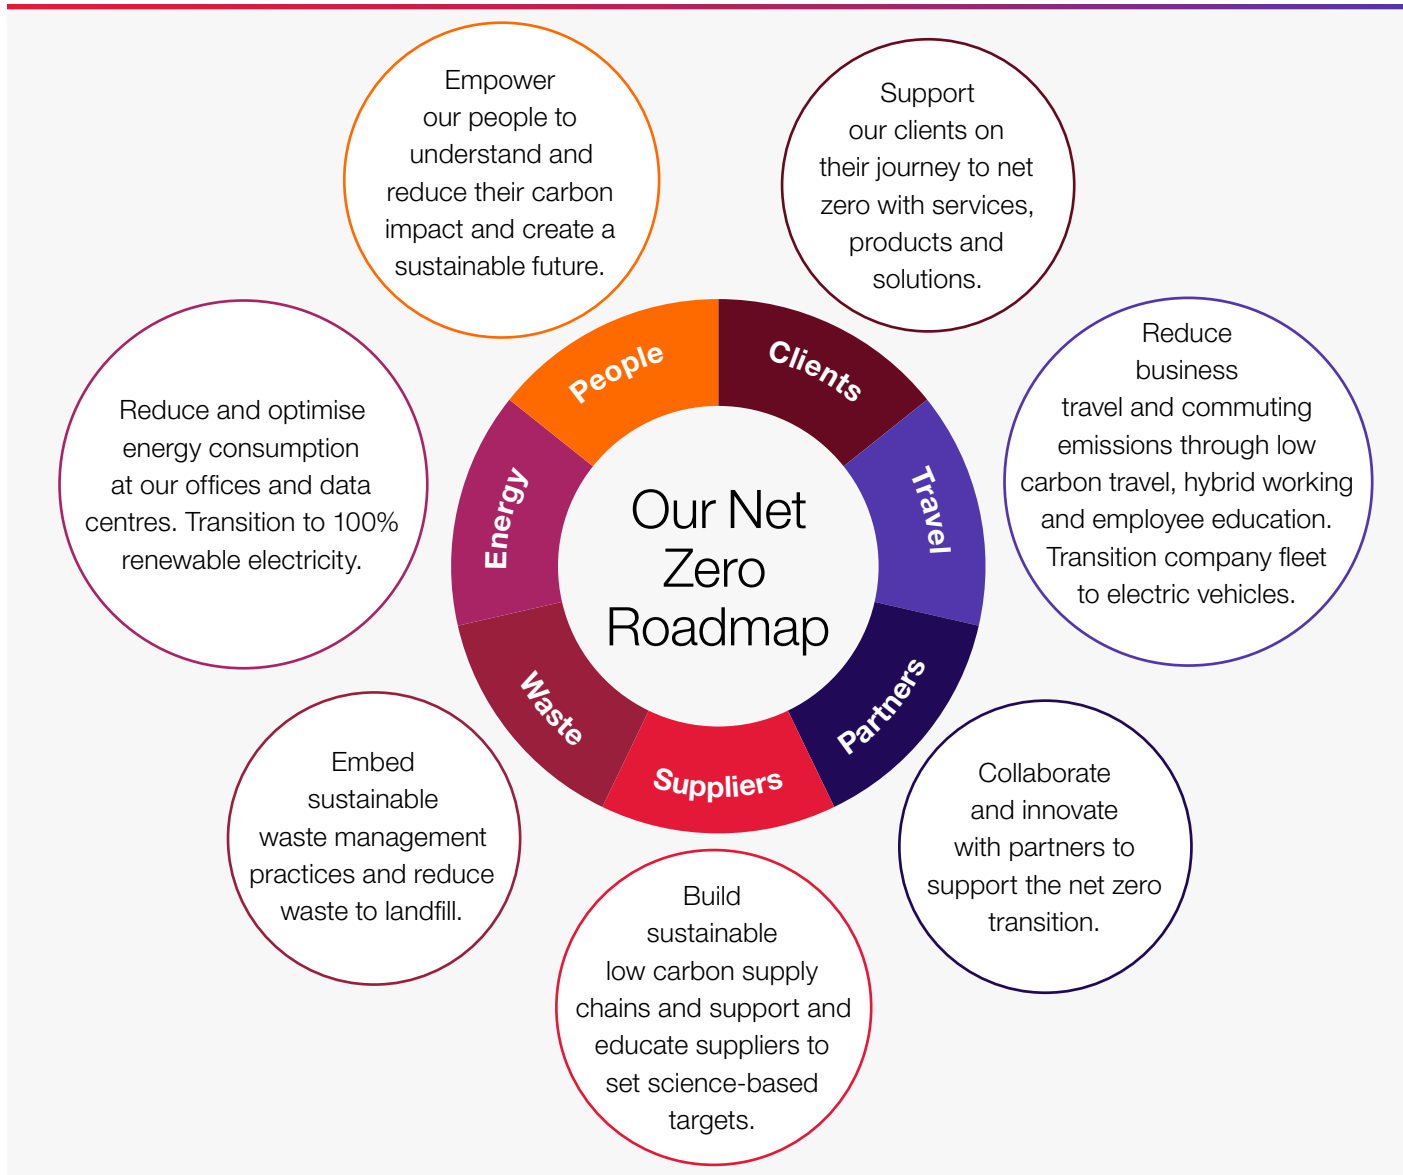 Empower
our people to
understand and
reduce their carbon
impact and create a
sustainable future.
Support
our clients on
their journey to net
zero with services,
products and
solutions.
Reduce
business
travel and commuting
emissions through low
carbon travel, hybrid working
and employee education.
Transition company fleet
to electric vehicles.
Reduce and optimise
energy consumption
at our offices and data
centres. Transition to 100%
renewable electricity.
People
Clients
Energy
Travel
Our Net
Zero
Roadmap
Waste
Partners
Suppliers
Embed
sustainable
waste management
practices and reduce
waste to landfill.
Collaborate
and innovate
with partners to
support the net zero
transition.
Build
sustainable
low carbon supply
chains and support and
educate suppliers to
set science-based
targets.